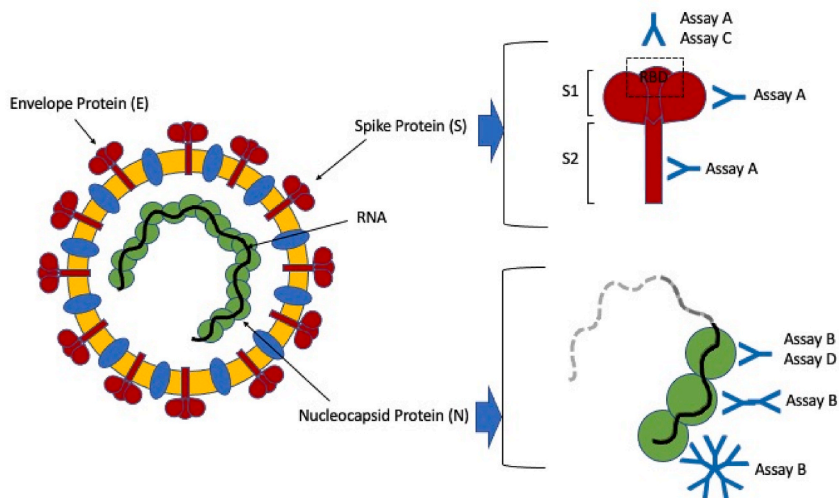 Envelope Protein (E)
Spike Protein (S)
RNA
Nucleocapsid Protein (N)
Assay A
Assay C
S1
RBD
Assay A
S2
Assay A
Assay B
Assay D
Assay B
Assay B